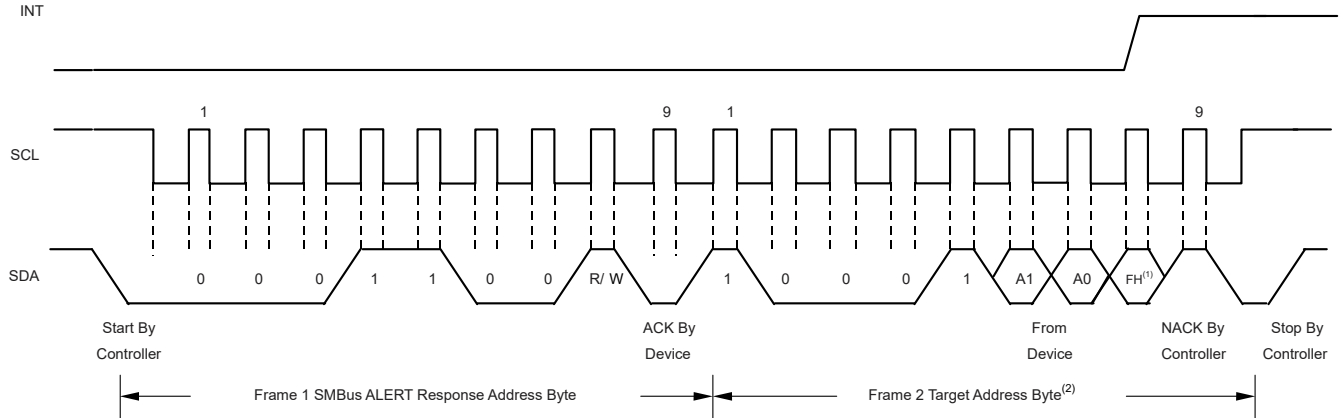 INT
1 9 1 9
SCL
SDA
0 0 0 1 1 0 0 R/ W 1 0 0 0 1 A1 A0 FH(1)
Start By Controller
ACK By Device
From Device
NACK By Controller
Stop By Controller
Frame 1 SMBus ALERT Response Address Byte
Frame 2 Target Address Byte(2)